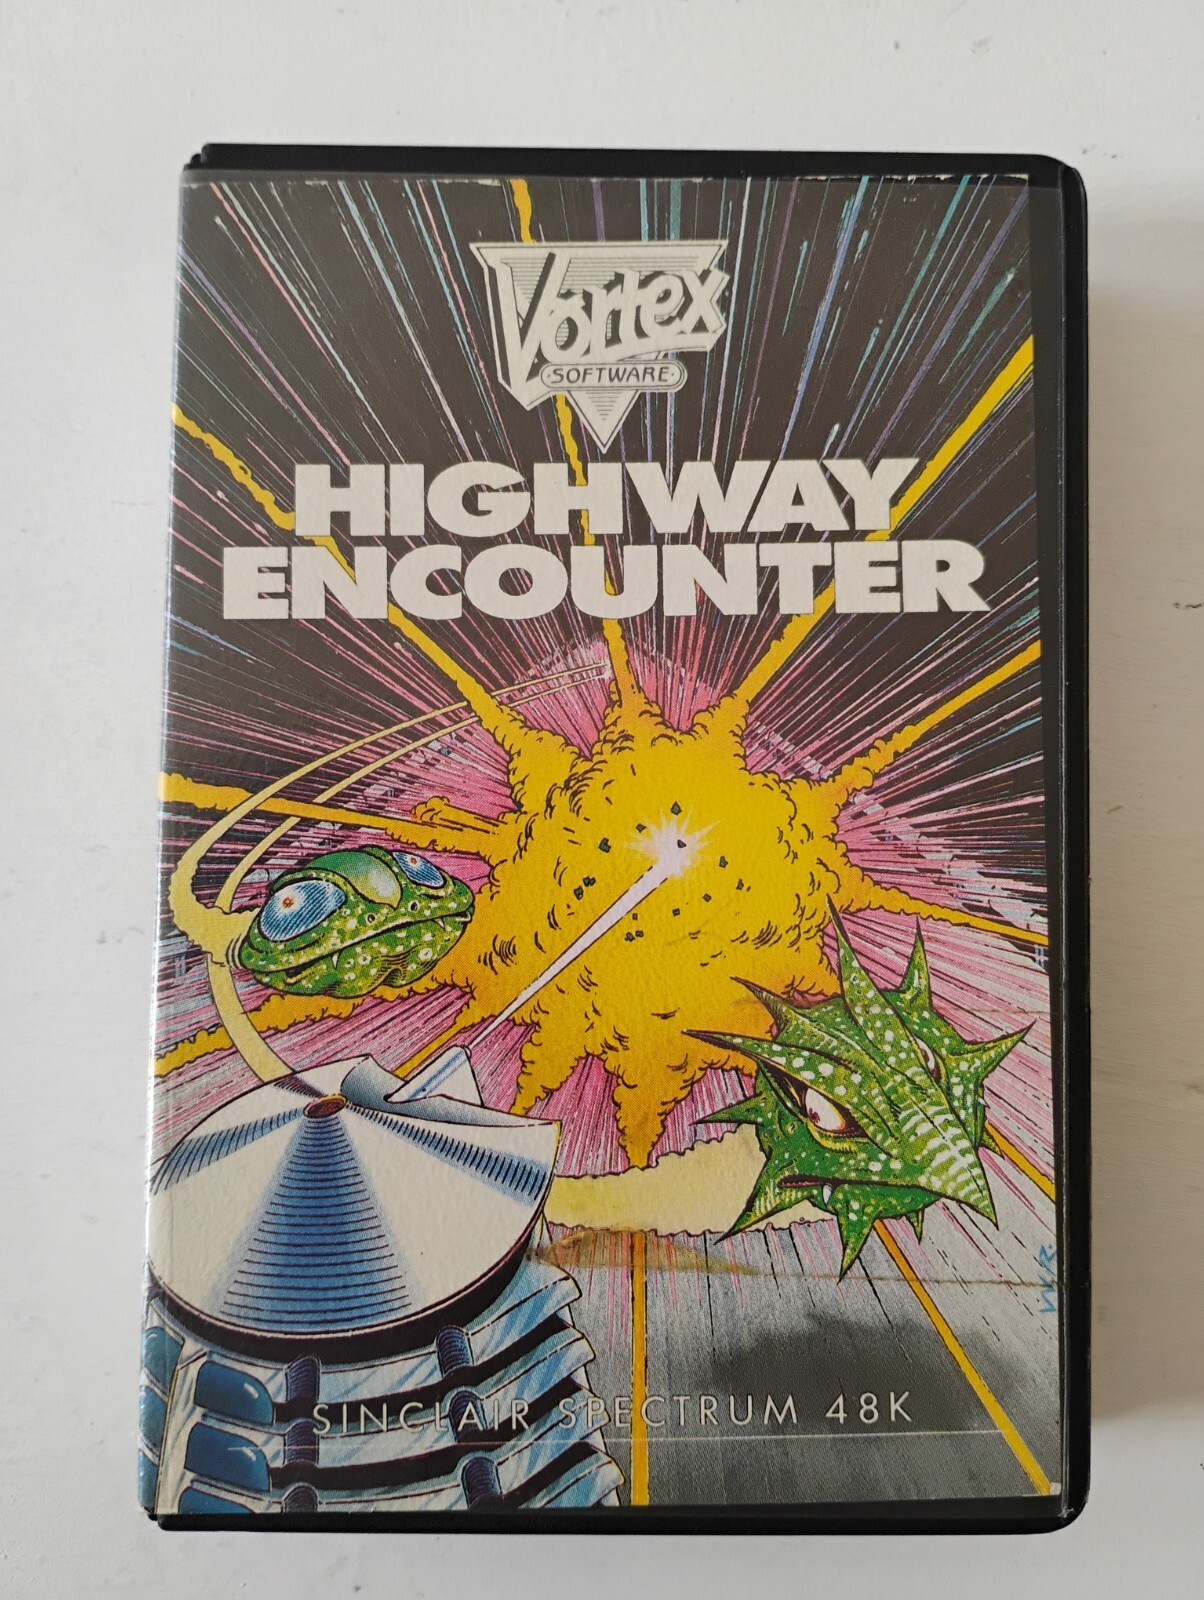 Vortex
SOFTWARE
HIGHWAY
ENCOUNTER
SINCLAIR SPECTRUM 48K